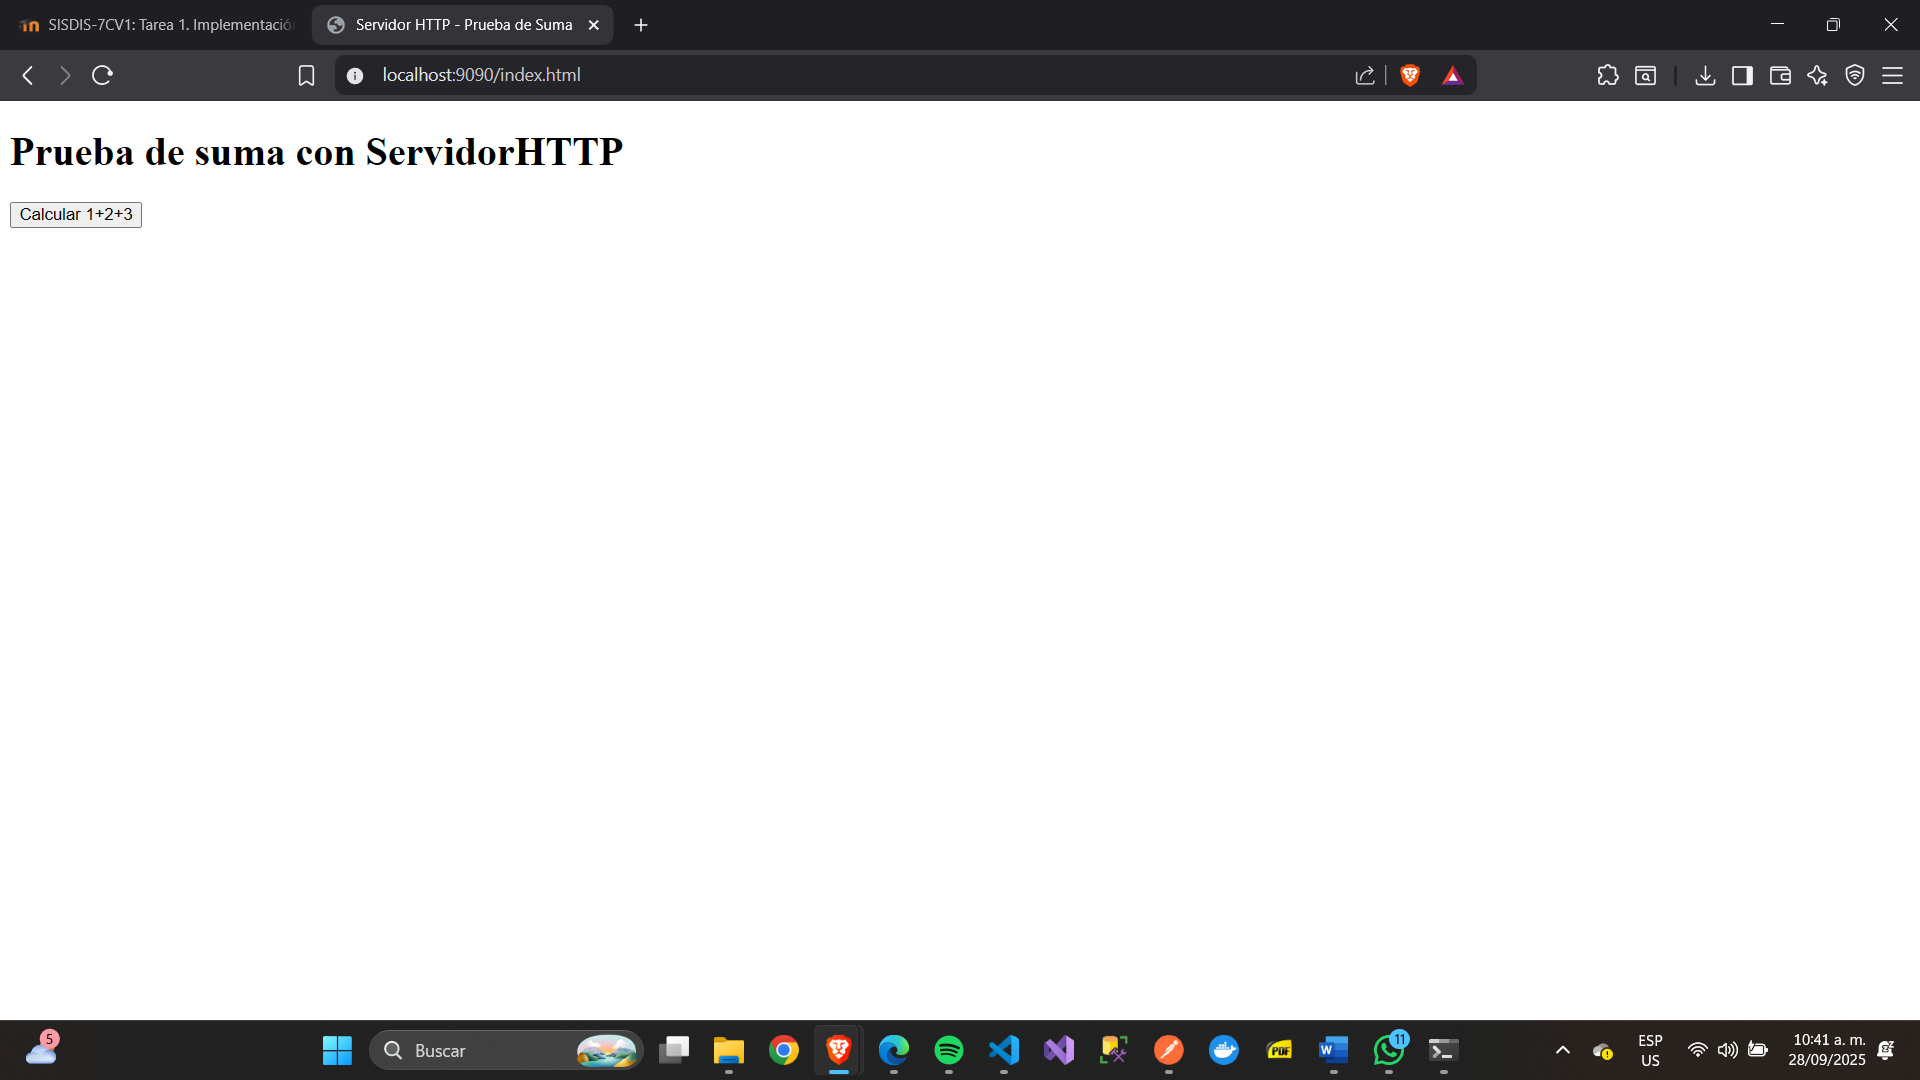 SISDIS-7CV1: Tarea 1. Implementació
Servidor HTTP - Prueba de Suma
localhost:9090/index.html
Prueba de suma con ServidorHTTP
Calcular 1+2+3
5
Buscar
PDF
W
11
ESP
US
10:41 a. m.
28/09/2025